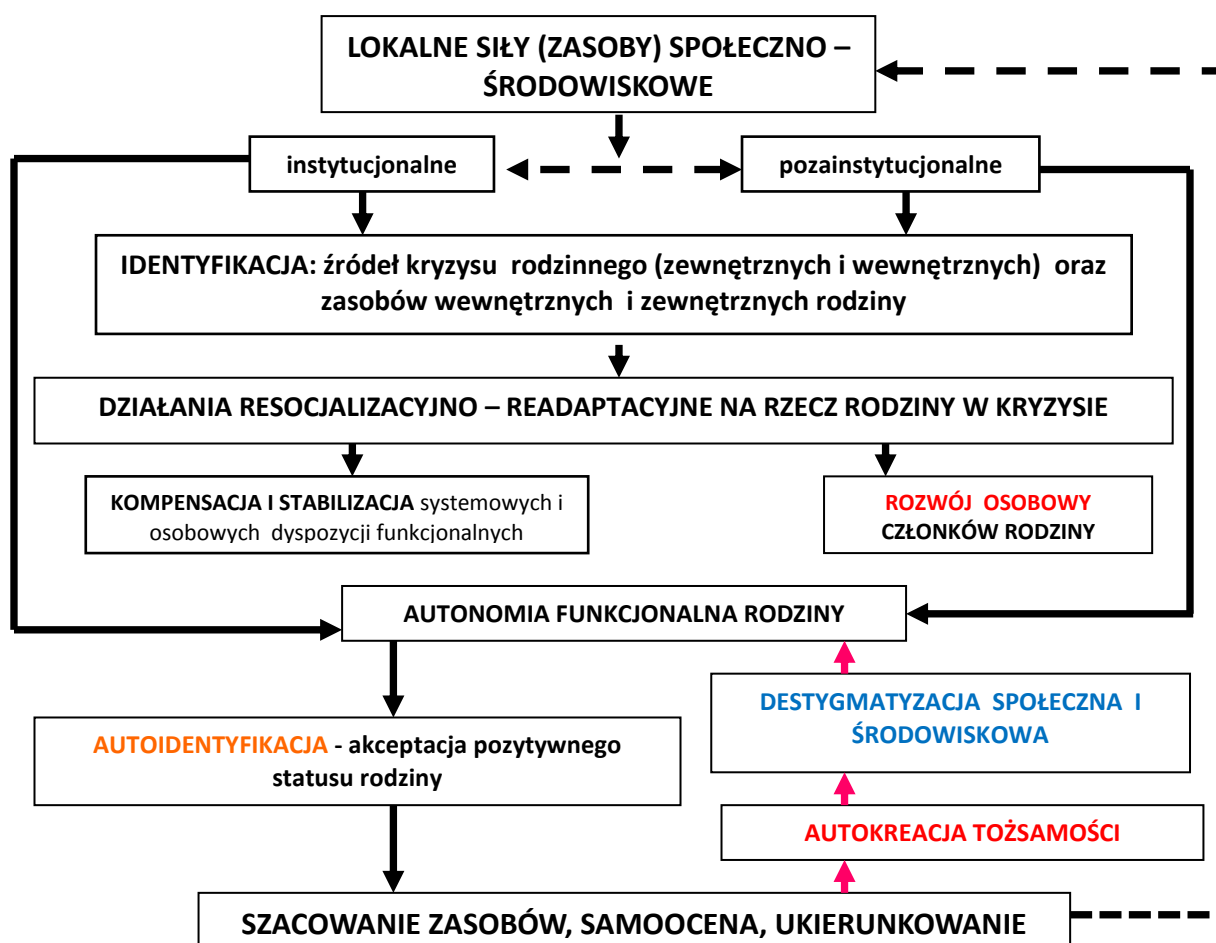 LOKALNE SIŁY (ZASOBY) SPOŁECZNO –
ŚRODOWISKOWE
instytucjonalne
pozainstytucjonalne
IDENTYFIKACJA: źródeł kryzysu rodzinnego (zewnętrznych i wewnętrznych) oraz
zasobów wewnętrznych i zewnętrznych rodziny
DZIAŁANIA RESOCJALIZACYJNO – READAPTACYJNE NA RZECZ RODZINY W KRYZYSIE
KOMPENSACJA I STABILIZACJA systemowych i
osobowych dyspozycji funkcjonalnych
ROZWÓJ OSOBOWY
CZŁONKÓW RODZINY
AUTONOMIA FUNKCJONALNA RODZINY
DESTYGMATYZACJA SPOŁECZNA I
ŚRODOWISKOWA
AUTOIDENTYFIKACJA - akceptacja pozytywnego
statusu rodziny
AUTOKREACJA TOŻSAMOŚCI
SZACOWANIE ZASOBÓW, SAMOOCENA, UKIERUNKOWANIE